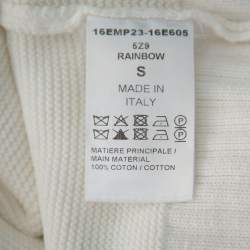 16EMP23-16E605
6Z9
RAINBOW
S
MADE IN
ITALY
P
P
MATIERE PRINCIPALE /
MAIN MATERIAL
100% COTON / COTTON